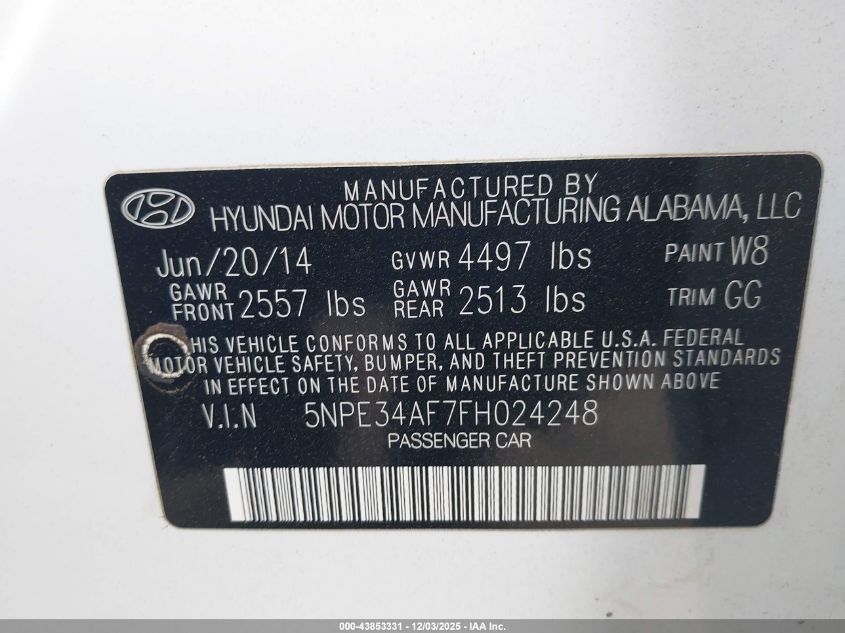 MANUFACTURED BY
HYUNDAI MOTOR MANUFACTURING ALABAMA, LLC
Jun/20/14 GVWR 4497 lbs PAINT W8
GAWR FRONT 2557 lbs GAWR REAR 2513 lbs TRIM GG
HIS VEHICLE CONFORMS TO ALL APPLICABLE U.S.A. FEDERAL
MOTOR VEHICLE SAFETY, BUMPER, AND THEFT PREVENTION STANDARDS
IN EFFECT ON THE DATE OF MANUFACTURE SHOWN ABOVE
V.I.N 5NPE34AF7FH024248
PASSENGER CAR
000-43853331 - 12/03/2025 - IAA Inc.